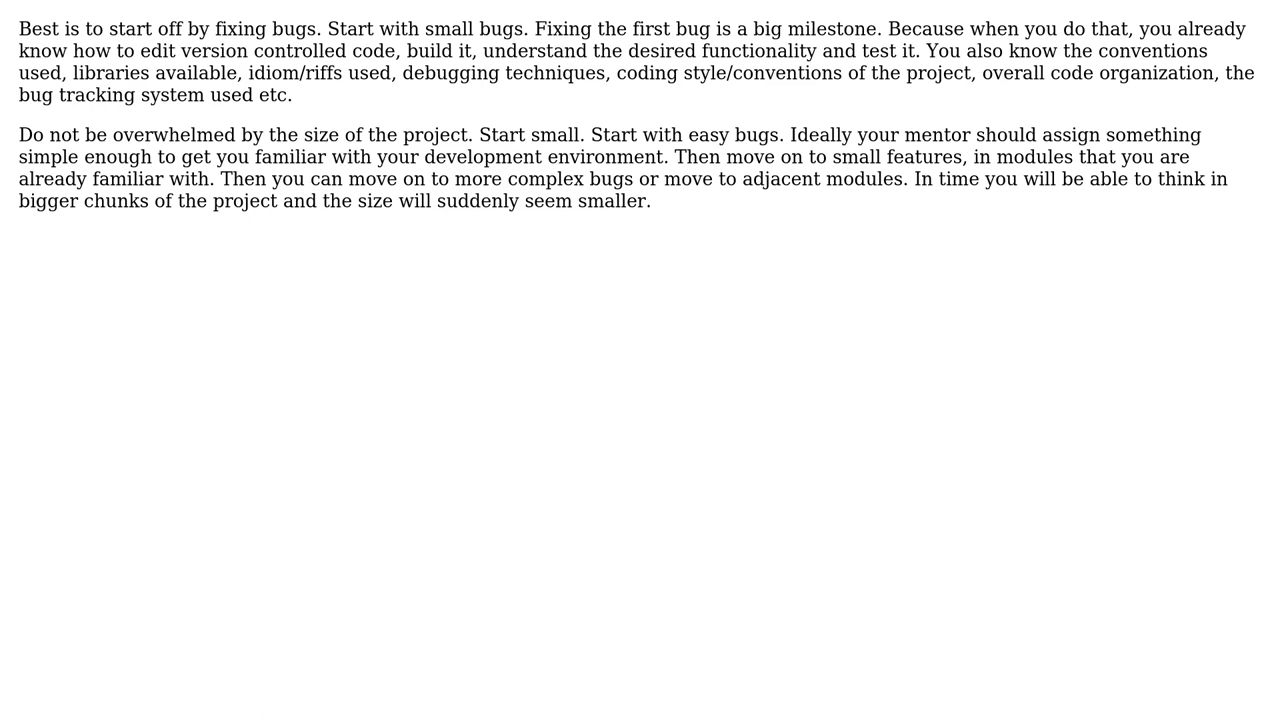 Best is to start off by fixing bugs. Start with small bugs. Fixing the first bug is a big milestone. Because when you do that, you already
know how to edit version controlled code, build it, understand the desired functionality and test it. You also know the conventions
used, libraries available, idiom/riffs used, debugging techniques, coding style/conventions of the project, overall code organization, the
bug tracking system used etc.
Do not be overwhelmed by the size of the project. Start small. Start with easy bugs. Ideally your mentor should assign something
simple enough to get you familiar with your development environment. Then move on to small features, in modules that you are
already familiar with. Then you can move on to more complex bugs or move to adjacent modules. In time you will be able to think in
bigger chunks of the project and the size will suddenly seem smaller.